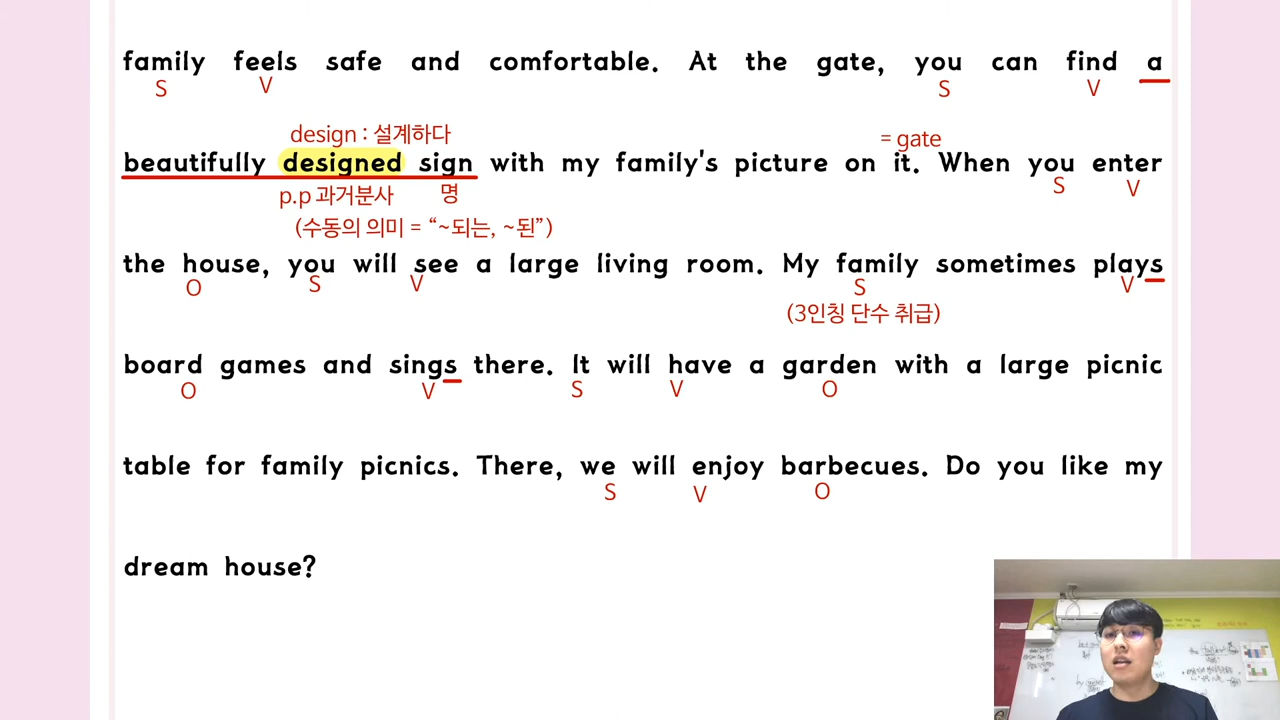 family feels safe and comfortable. At the gate, you can find a
S V S V
design : 설계하다 = gate
beautifully designed sign with my family's picture on it. When you enter
p.p 과거분사 명 S V
(수동의 의미 = “~되는, ~된”)
the house, you will see a large living room. My family sometimes plays
O S V S V
(3인칭 단수 취급)
board games and sings there. It will have a garden with a large picnic
O V S V O
table for family picnics. There, we will enjoy barbecues. Do you like my
S V O
dream house?